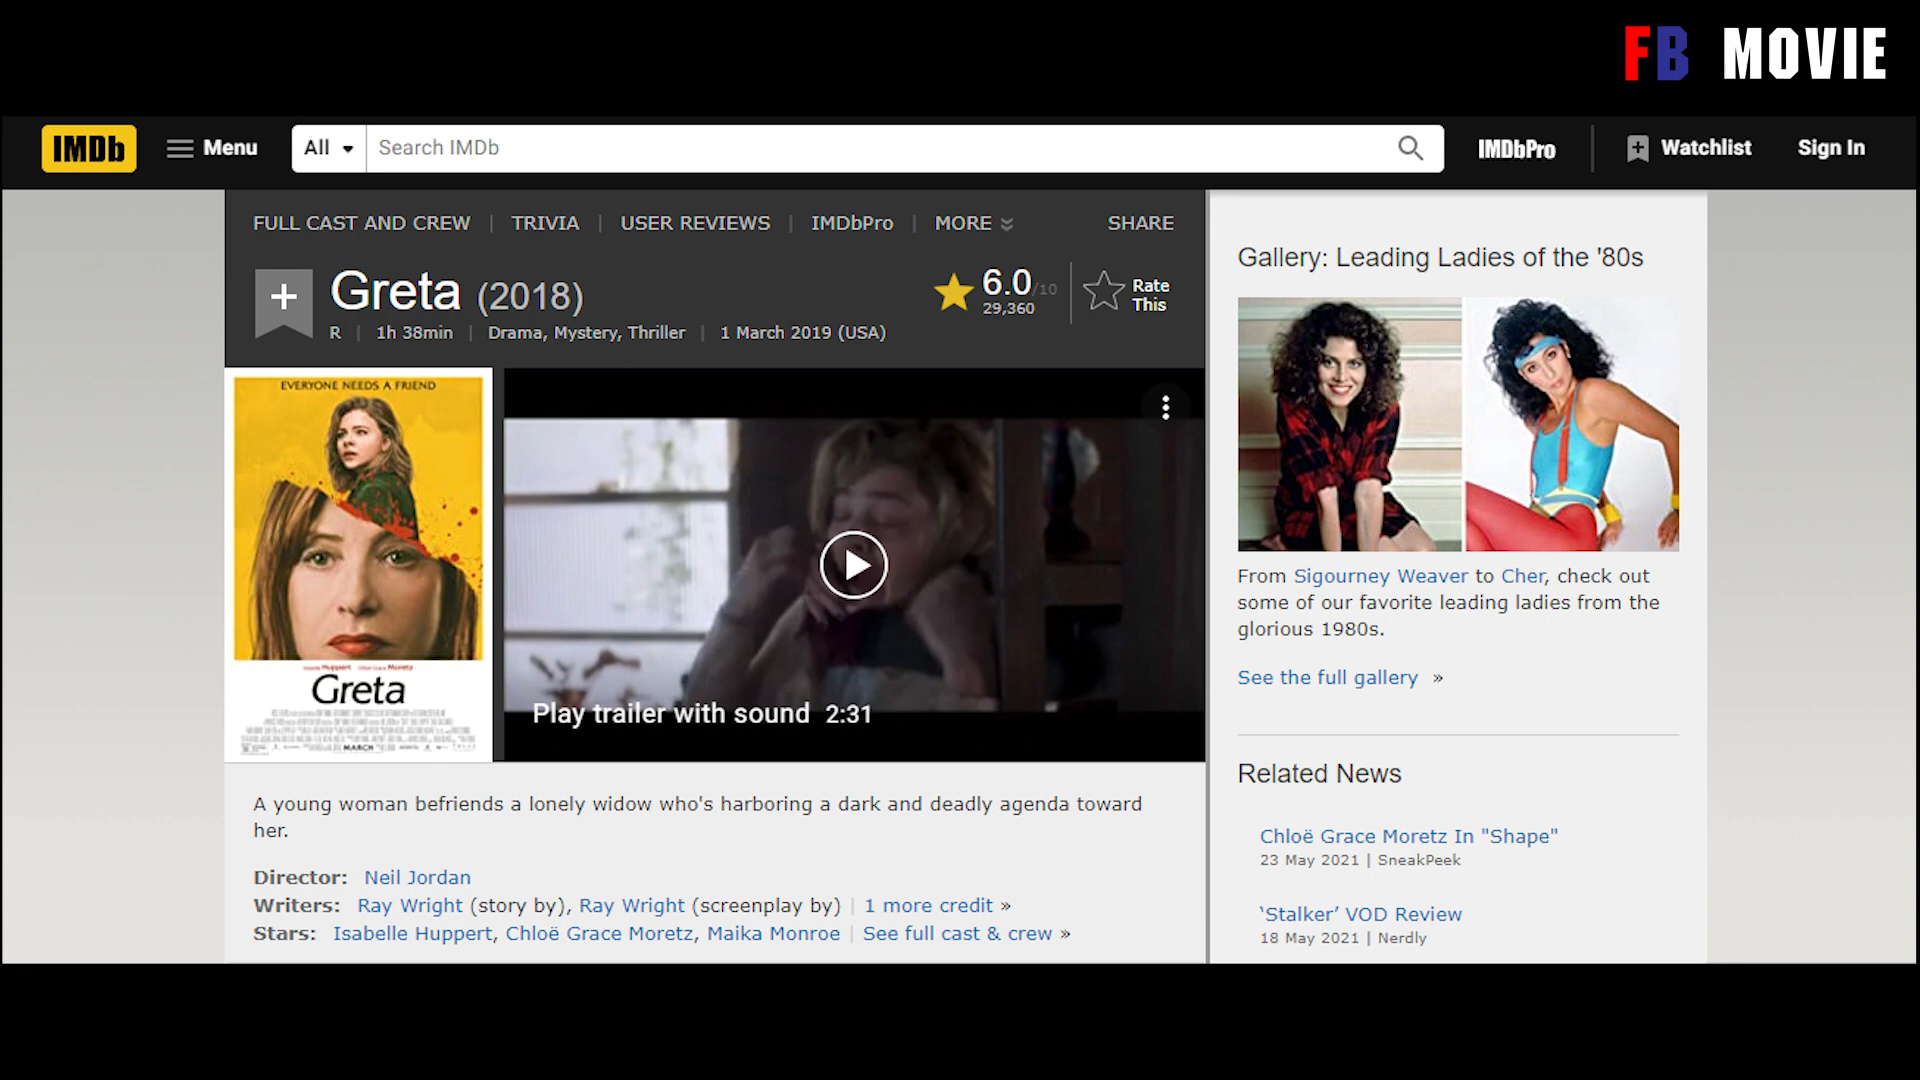 FB MOVIE
IMDb
Menu
All
Search IMDb
IMDbPro
Watchlist
Sign In
FULL CAST AND CREW | TRIVIA | USER REVIEWS | IMDbPro | MORE
SHARE
Greta (2018)
R | 1h 38min | Drama, Mystery, Thriller | 1 March 2019 (USA)
6.0/10
29,360
Rate
This
EVERYONE NEEDS A FRIEND
Huppert Moretz
Greta
MARCH
Play trailer with sound 2:31
A young woman befriends a lonely widow who's harboring a dark and deadly agenda toward
her.
Director: Neil Jordan
Writers: Ray Wright (story by), Ray Wright (screenplay by) | 1 more credit »
Stars: Isabelle Huppert, Chloë Grace Moretz, Maika Monroe | See full cast & crew »
Gallery: Leading Ladies of the '80s
From Sigourney Weaver to Cher, check out
some of our favorite leading ladies from the
glorious 1980s.
See the full gallery »
Related News
Chloë Grace Moretz In "Shape"
23 May 2021 | SneakPeek
‘Stalker’ VOD Review
18 May 2021 | Nerdly